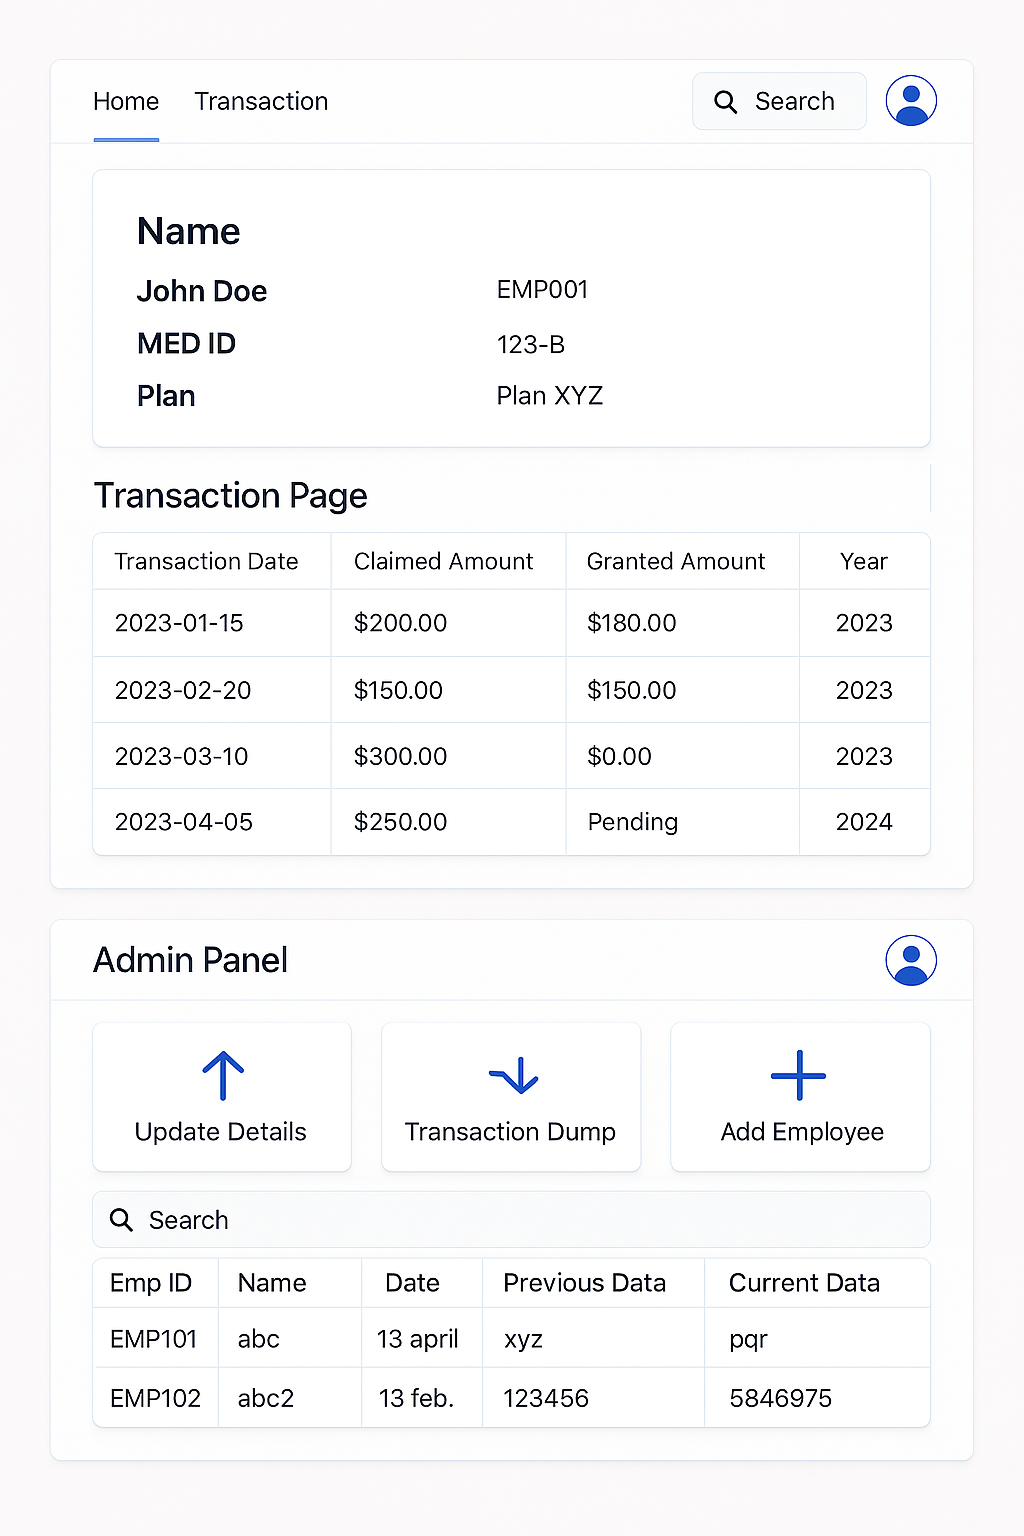 Home Transaction Search
Name
John Doe EMP001
MED ID 123-B
Plan Plan XYZ
Transaction Page
Transaction Date Claimed Amount Granted Amount Year
2023-01-15 $200.00 $180.00 2023
2023-02-20 $150.00 $150.00 2023
2023-03-10 $300.00 $0.00 2023
2023-04-05 $250.00 Pending 2024
Admin Panel
Update Details Transaction Dump Add Employee
Search
Emp ID Name Date Previous Data Current Data
EMP101 abc 13 april xyz pqr
EMP102 abc2 13 feb. 123456 5846975